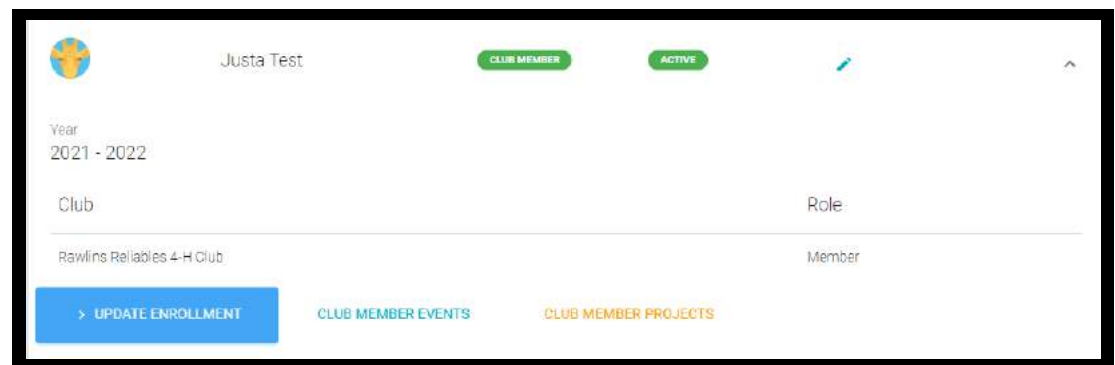 Justa Test CLUB MEMBER ACTIVE
Year
2021 - 2022
Club Role
Rawlins Reliables 4-H Club Member
> UPDATE ENROLLMENT CLUB MEMBER EVENTS CLUB MEMBER PROJECTS